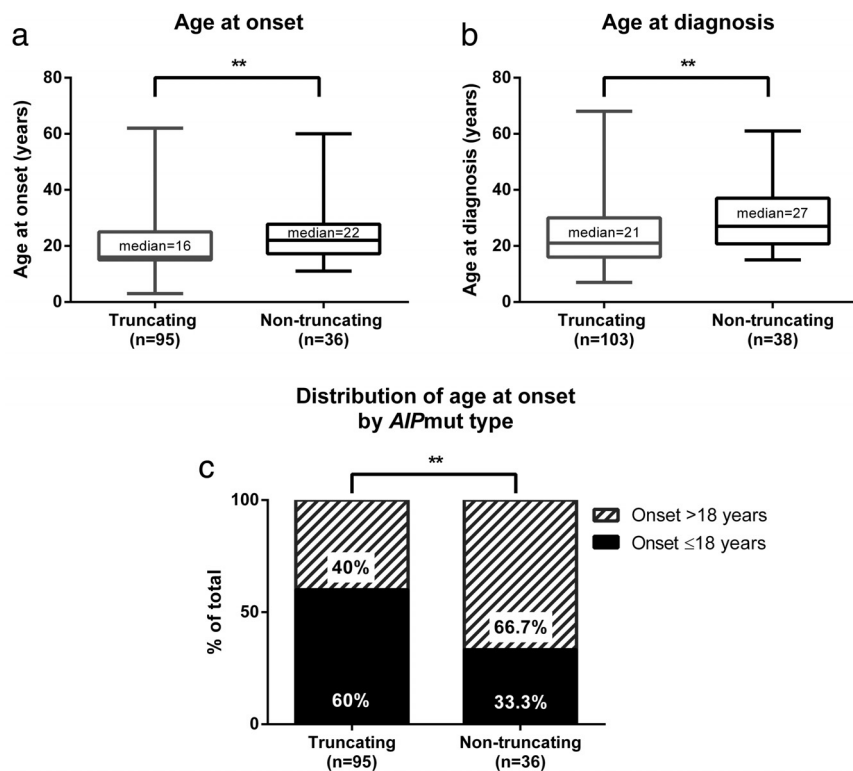 a
Age at onset
**
Age at onset (years)
80
60
40
20
0
median=16
median=22
Truncating
(n=95)
Non-truncating
(n=36)
b
Age at diagnosis
**
Age at diagnosis (years)
80
60
40
20
0
median=21
median=27
Truncating
(n=103)
Non-truncating
(n=38)
Distribution of age at onset
by AIPmut type
c
**
% of total
100
50
0
40%
60%
66.7%
33.3%
Truncating
(n=95)
Non-truncating
(n=36)
Onset >18 years
Onset ≤18 years